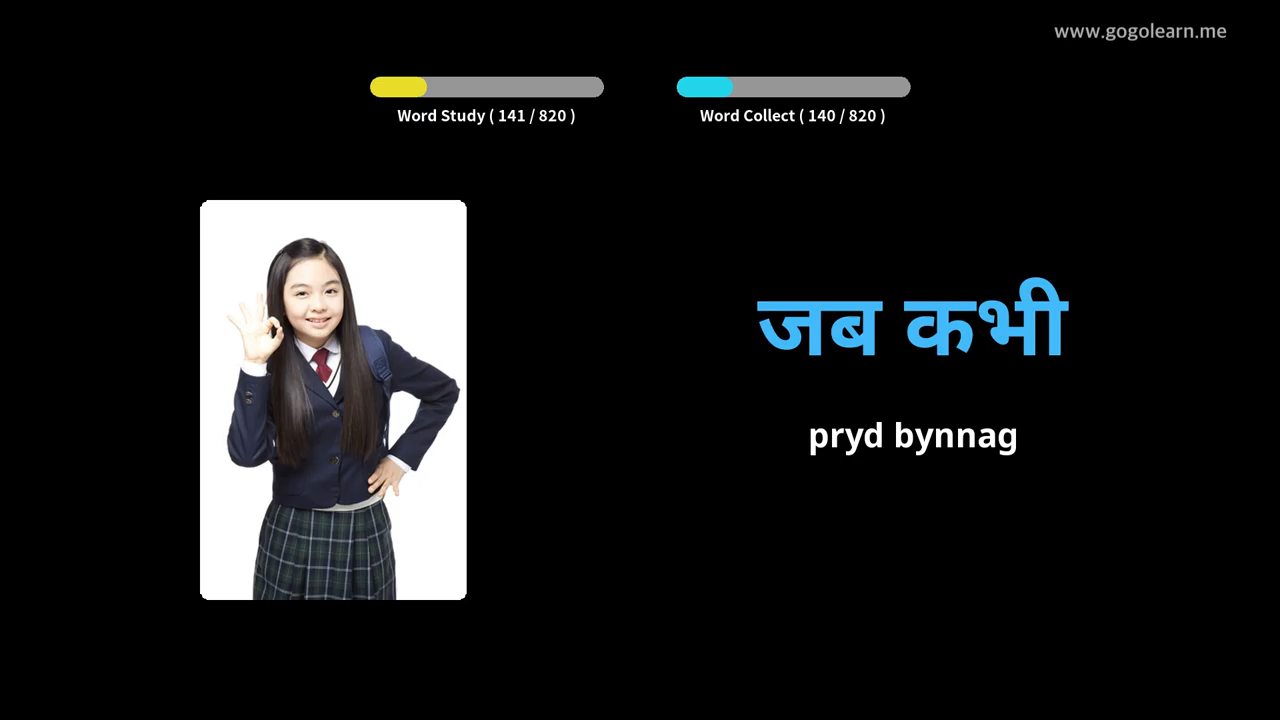 www.gogolearn.me
Word Study ( 141 / 820 )
Word Collect ( 140 / 820 )
जब कभी
pryd bynnag